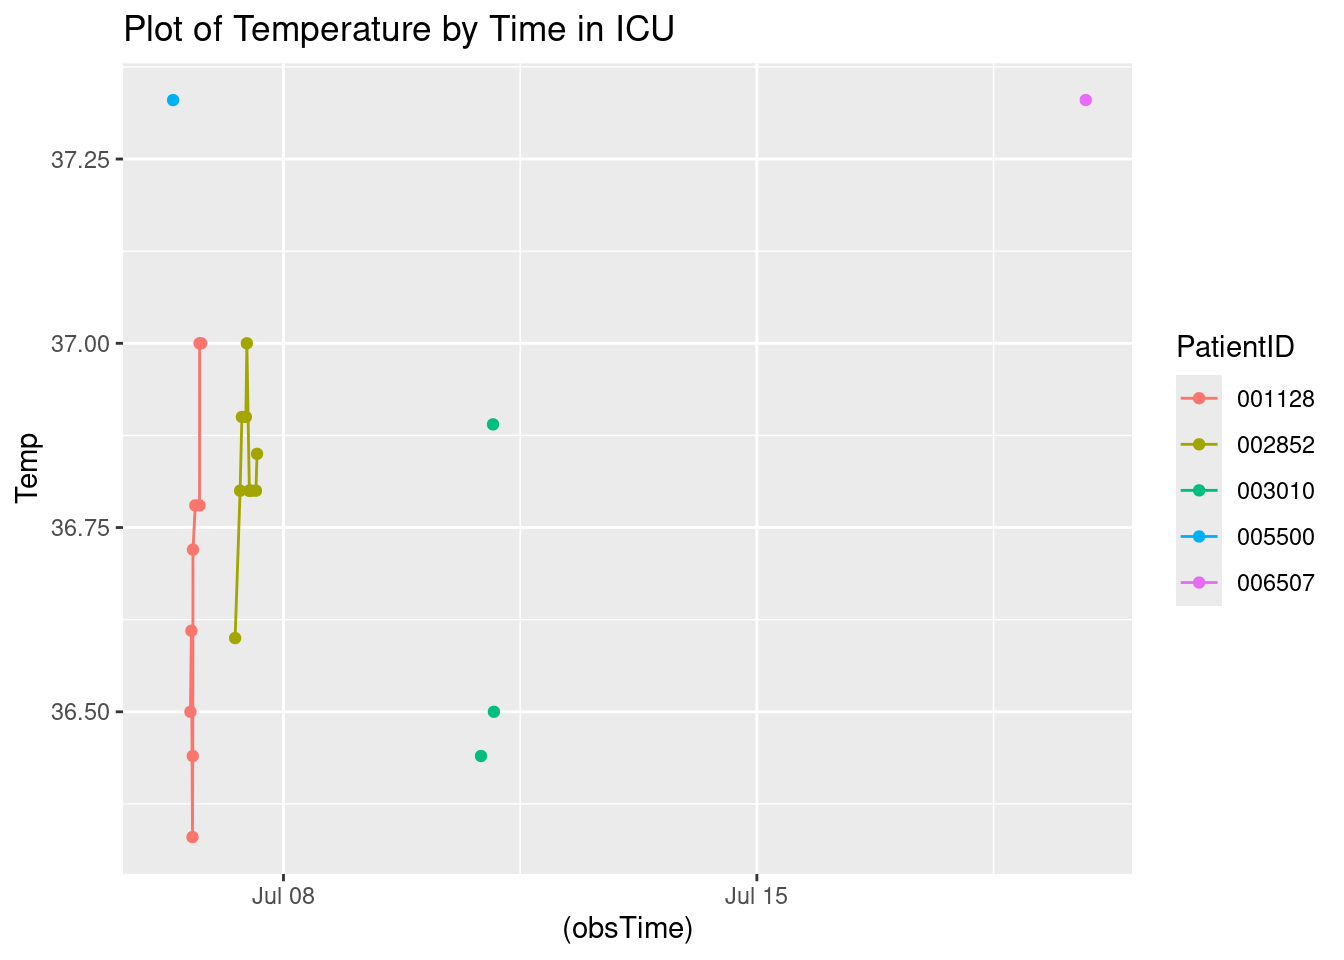 Plot of Temperature by Time in ICU
37.25
37.00
36.75
36.50
Temp
Jul 08
Jul 15
(obsTime)
PatientID
001128
002852
003010
005500
006507